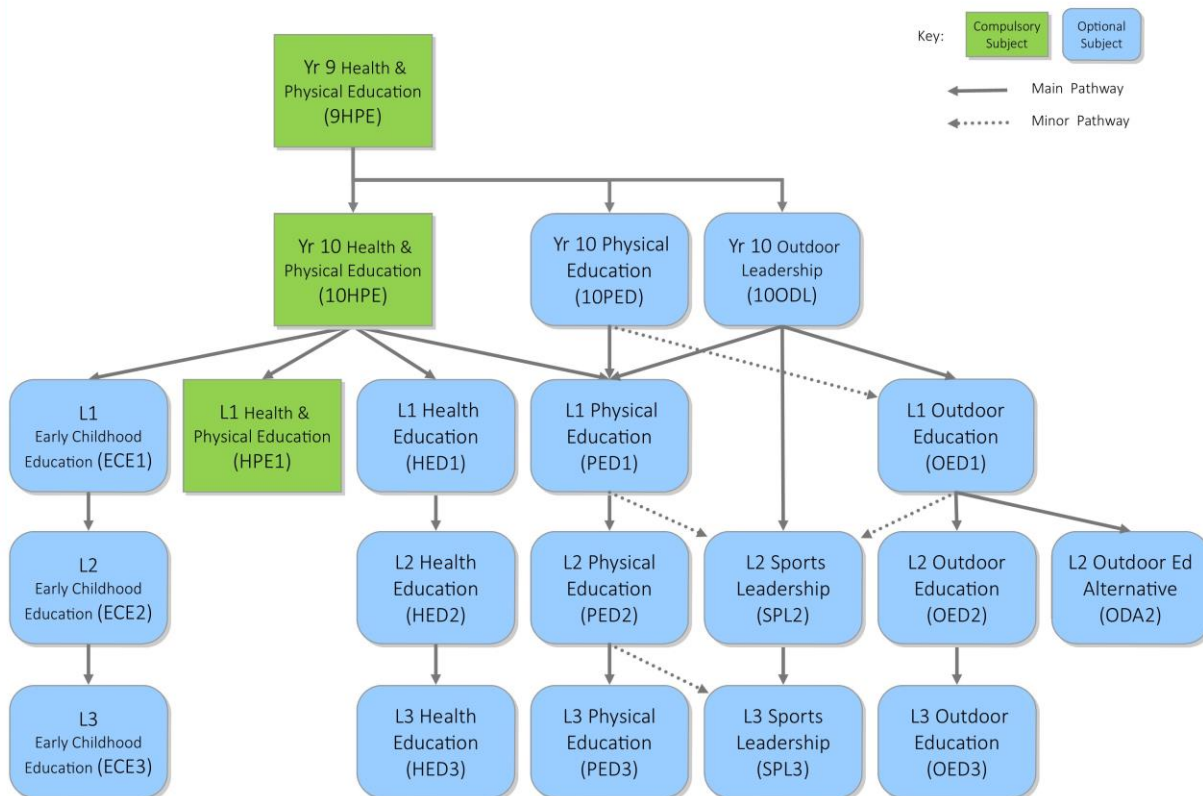 Key:
Compulsory
Subject
Optional
Subject
Main Pathway
Minor Pathway
Yr 9 Health &
Physical Education
(9HPE)
Yr 10 Health &
Physical Education
(10HPE)
Yr 10 Physical
Education
(10PED)
Yr 10 Outdoor
Leadership
(10ODL)
L1
Early Childhood
Education (ECE1)
L1 Health &
Physical Education
(HPE1)
L1 Health
Education
(HED1)
L1 Physical
Education
(PED1)
L1 Outdoor
Education
(OED1)
L2
Early Childhood
Education (ECE2)
L2 Health
Education
(HED2)
L2 Physical
Education
(PED2)
L2 Sports
Leadership
(SPL2)
L2 Outdoor
Education
(OED2)
L2 Outdoor Ed
Alternative
(ODA2)
L3
Early Childhood
Education (ECE3)
L3 Health
Education
(HED3)
L3 Physical
Education
(PED3)
L3 Sports
Leadership
(SPL3)
L3 Outdoor
Education
(OED3)